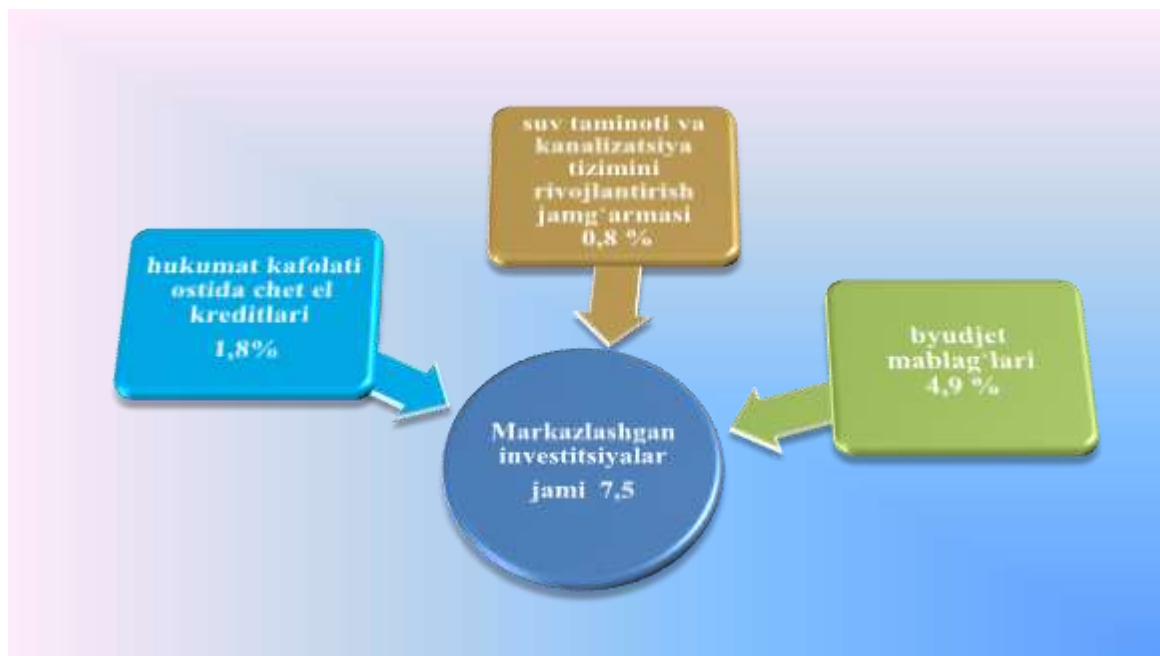 suv taminoti va
kanalizatsiya
tizimini
rivojlantirish
jamg‘armasi
0,8 %
hukumat kafolati
ostida chet el
kreditlari
1,8%
byudjet
mablag‘lari
4,9 %
Markazlashgan
investitsiyalar
jami 7,5